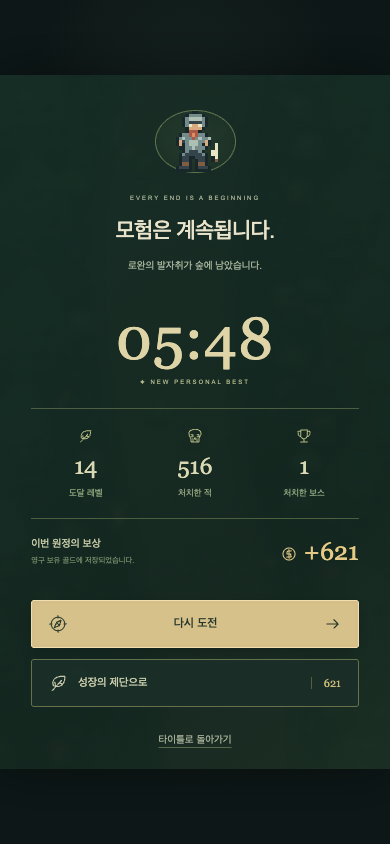 EVERY END IS A BEGINNING
모험은 계속됩니다.
로완의 발자취가 숲에 남았습니다.
05:48
✦ NEW PERSONAL BEST
14
516
1
도달 레벨
처치한 적
처치한 보스
이번 원정의 보상
영구 보유 골드에 저장되었습니다.
+621
다시 도전
성장의 제단으로
621
타이틀로 돌아가기